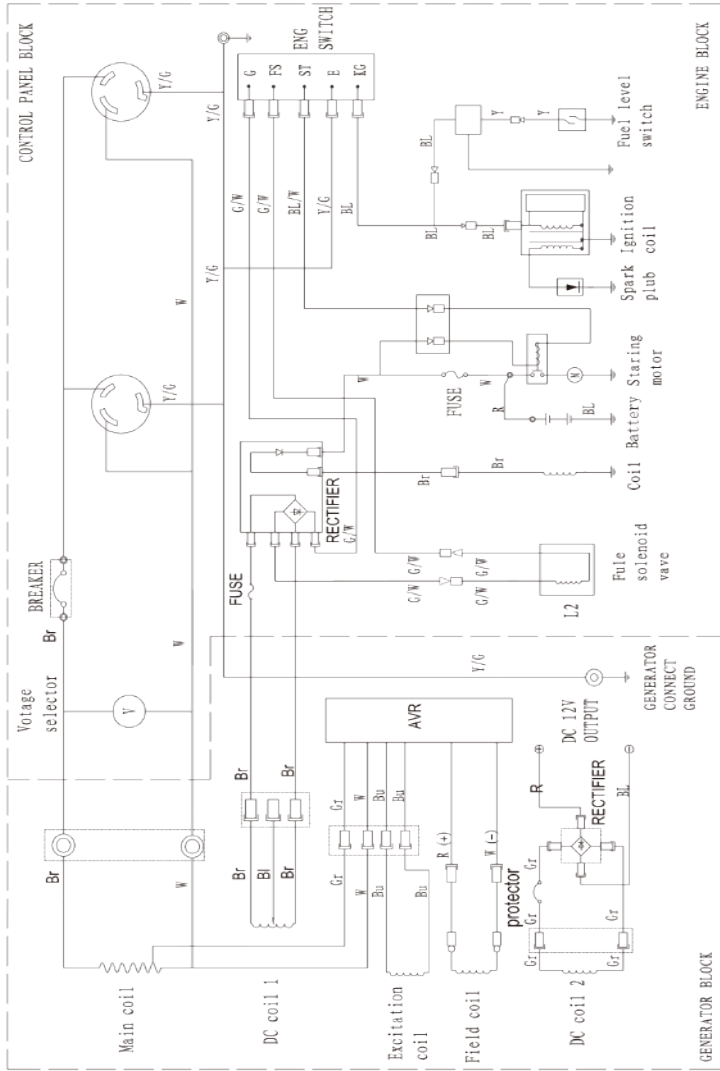 CONTROL PANEL BLOCK
ENGINE BLOCK
GENERATOR BLOCK
Votage
selector
V
BREAKER
Br
Br
W
W
W
Y/G
Y/G
Y/G
Y/G
ENG
SWITCH
G
FS
ST
E
KG
G/W
G/W
BL/W
Y/G
BL
BL
BL
BL
Y
Y
Fuel level
switch
Ignition
coil
Spark
plub
Staring
motor
N
Battery
R
BL
W
FUSE
W
Coil
Br
Br
RECTIFIER
G/W
FUSE
Fule
solenoid
vave
L2
G/W
G/W
G/W
G/W
Y/G
GENERATOR
CONNECT
GROUND
Main coil
DC coil 1
Br
Bl
Br
Br
Br
Excitation
coil
Gr
W
Bu
Bu
Gr
W
Bu
Bu
AVR
Field coil
R (+)
W (-)
DC coil 2
protector
Gr
Gr
Gr
Gr
Gr
RECTIFIER
R
BL
DC 12V
OUTPUT